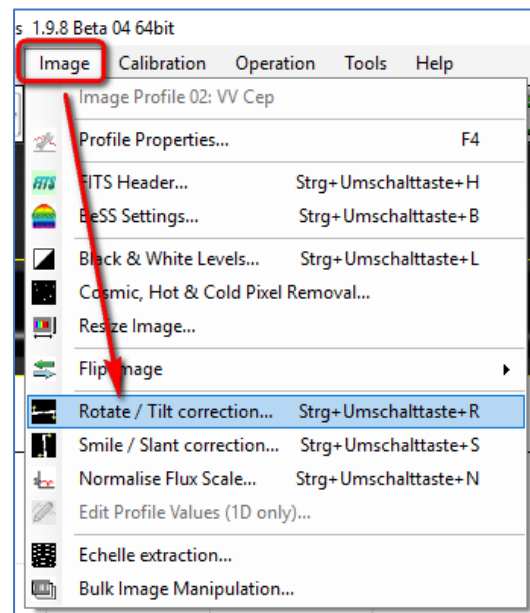 s 1.9.8 Beta 04 64bit
Image Calibration Operation Tools Help
Image Profile 02: VV Cep
Profile Properties... F4
FITS FITS Header... Strg+Umschalttaste+H
BeSS Settings... Strg+Umschalttaste+B
Black & White Levels... Strg+Umschalttaste+L
Cosmic, Hot & Cold Pixel Removal...
Resize Image...
Flip Image
Rotate / Tilt correction... Strg+Umschalttaste+R
Smile / Slant correction... Strg+Umschalttaste+S
Normalise Flux Scale... Strg+Umschalttaste+N
Edit Profile Values (1D only)...
Echelle extraction...
Bulk Image Manipulation...